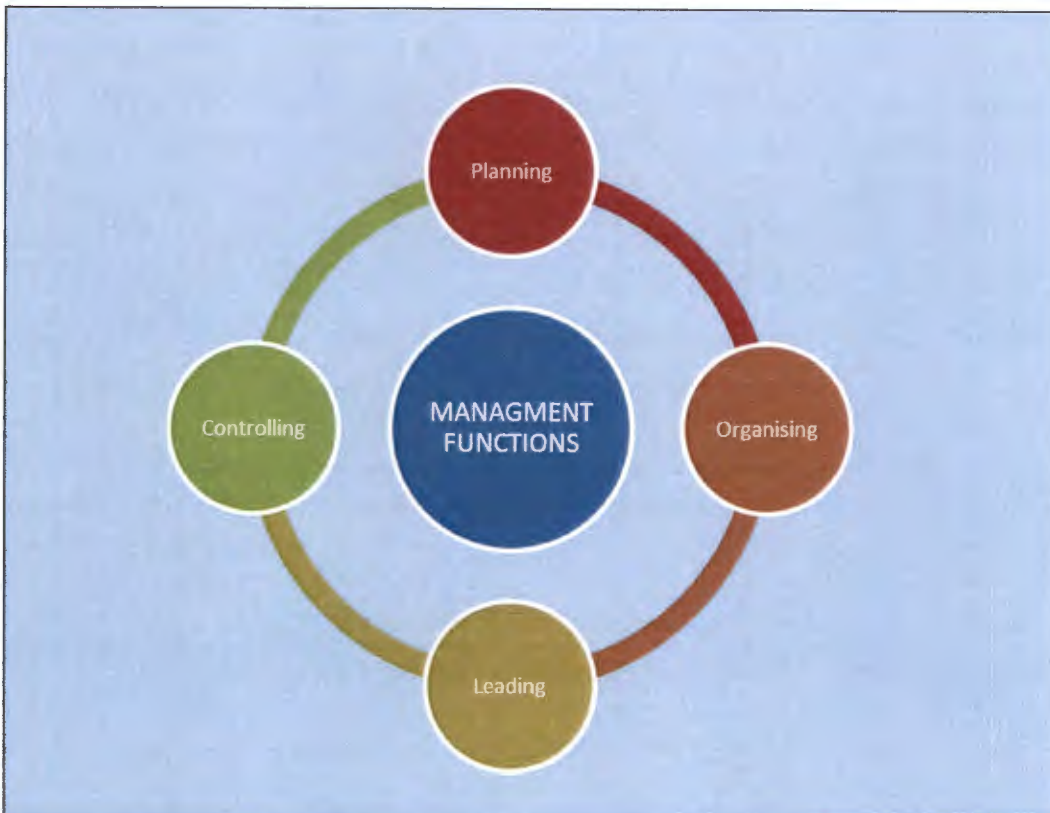 Planning
Controlling
MANAGMENT
FUNCTIONS
Organising
Leading